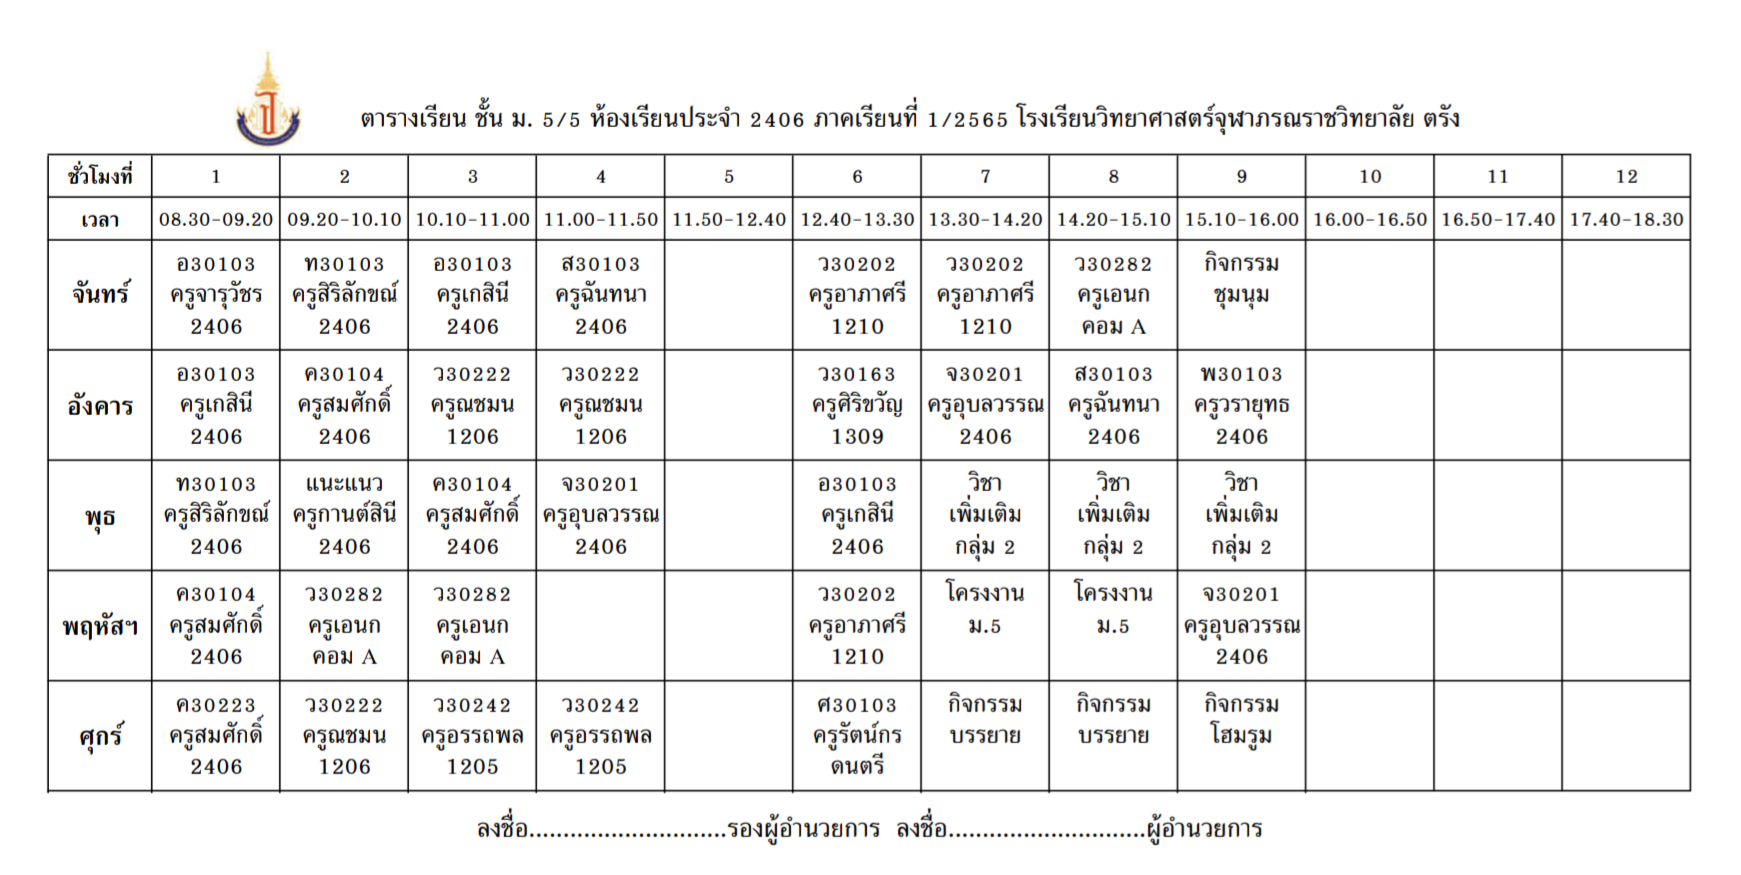 ตารางเรียน ชั้น ม. 5/5 ห้องเรียนประจำ 2406 ภาคเรียนที่ 1/2565 โรงเรียนวิทยาศาสตร์จุฬาภรณราชวิทยาลัย ตรัง
ชั่วโมงที่ 1 2 3 4 5 6 7 8 9 10 11 12
เวลา 08.30-09.20 09.20-10.10 10.10-11.00 11.00-11.50 11.50-12.40 12.40-13.30 13.30-14.20 14.20-15.10 15.10-16.00 16.00-16.50 16.50-17.40 17.40-18.30
อ30103 ท30103 อ30103 ส30103 ว30202 ว30202 ว30282 กิจกรรม
จันทร์ ครูจารุวัชร ครูสิริลักขณ์ ครูเกสินี ครูฉันทนา ครูอาภาศรี ครูอาภาศรี ครูเอนก ชุมนุม
2406 2406 2406 2406 1210 1210 คอม A
อ30103 ค30104 ว30222 ว30222 ว30163 จ30201 ส30103 พ30103
อังคาร ครูเกสินี ครูสมศักดิ์ ครูณชมน ครูณชมน ครูศิริขวัญ ครูอุบลวรรณ ครูฉันทนา ครูวรายุทธ
2406 2406 1206 1206 1309 2406 2406 2406
ท30103 แนะแนว ค30104 จ30201 อ30103 วิชา วิชา วิชา
พุธ ครูสิริลักขณ์ ครูกานต์สินี ครูสมศักดิ์ ครูอุบลวรรณ ครูเกสินี เพิ่มเติม เพิ่มเติม เพิ่มเติม
2406 2406 2406 2406 2406 กลุ่ม 2 กลุ่ม 2 กลุ่ม 2
ค30104 ว30282 ว30282 ว30202 โครงงาน โครงงาน จ30201
พฤหัสฯ ครูสมศักดิ์ ครูเอนก ครูเอนก ครูอาภาศรี ม.5 ม.5 ครูอุบลวรรณ
2406 คอม A คอม A 1210 2406
ค30223 ว30222 ว30242 ว30242 ศ30103 กิจกรรม กิจกรรม กิจกรรม
ศุกร์ ครูสมศักดิ์ ครูณชมน ครูอรรถพล ครูอรรถพล ครูรัตน์กร บรรยาย บรรยาย โฮมรูม
2406 1206 1205 1205 ดนตรี
ลงชื่อ.............................รองผู้อำนวยการ ลงชื่อ.............................ผู้อำนวยการ